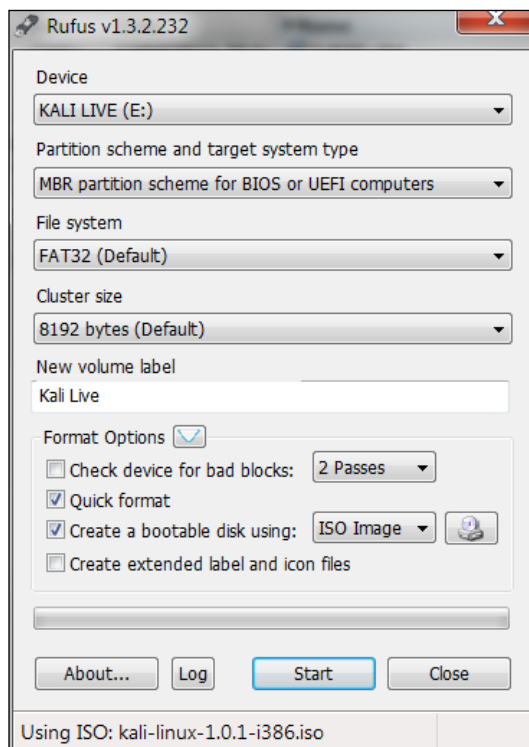 Rufus v1.3.2.232
Device
KALI LIVE (E:)
Partition scheme and target system type
MBR partition scheme for BIOS or UEFI computers
File system
FAT32 (Default)
Cluster size
8192 bytes (Default)
New volume label
Kali Live
Format Options
Check device for bad blocks: 2 Passes
Quick format
Create a bootable disk using: ISO Image
Create extended label and icon files
About... Log Start Close
Using ISO: kali-linux-1.0.1-i386.iso